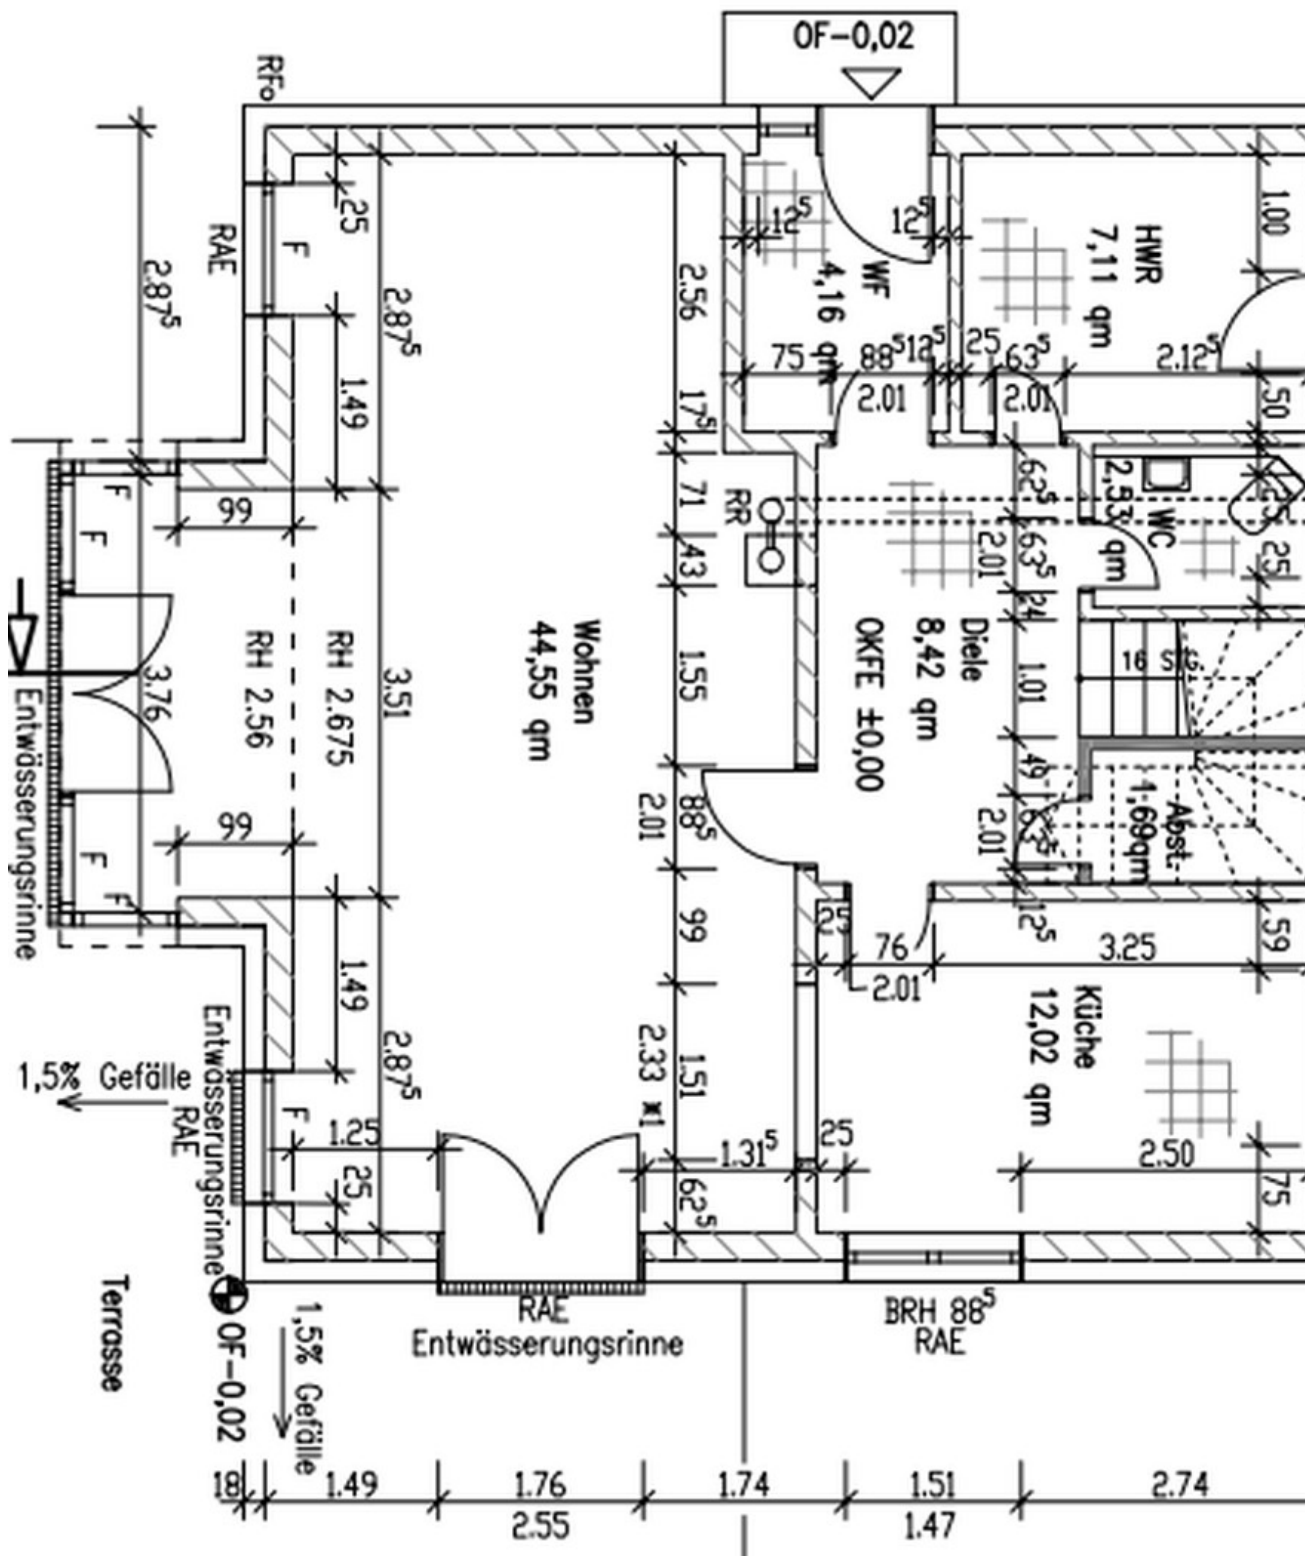 OF-0,02
RFo
1.00
25
F
RAE
12⁵
12⁵
HWR
7,11 qm
WF
4,16 qm
2.87⁵
2.87⁵
2.56
75
88⁵
12⁵
25
63⁵
2.12⁵
2.01
2.01
1.49
17⁵
50
F
99
F
71
RR
62⁵
2,53 qm
WC
25
43
2.01
63⁵
25
24
Wohnen
44,55 qm
Diele
8,42 qm
OKFE ±0,00
16 STG.
RH 2.56
RH 2.675
3.76
3.51
1.55
1.01
Entwässerungsrinne
49
99
88⁵
2.01
2.01
63⁵
Abst.
1,69qm
F
F
99
25
76
2.01
12⁵
3.25
59
1.49
Küche
12,02 qm
Entwässerungsrinne
1,5% Gefälle
RAE
2.87⁵
F
2.33 ж1
1.51
1.25
25
1.31⁵
25
62⁵
2.50
75
Terrasse
OF-0,02
1,5% Gefälle
RAE
Entwässerungsrinne
BRH 88⁵
RAE
18
1.49
1.76
1.74
1.51
2.74
2.55
1.47